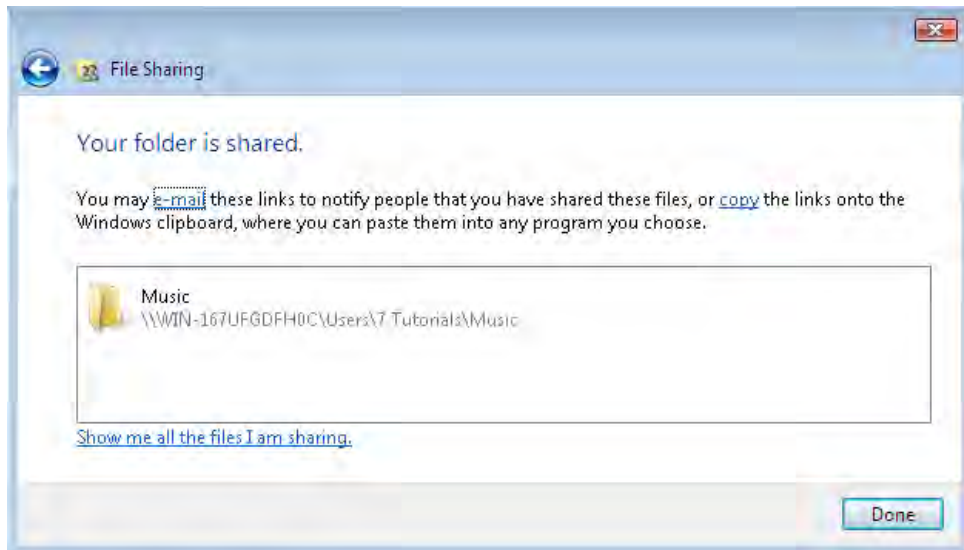 File Sharing
Your folder is shared.
You may e-mail these links to notify people that you have shared these files, or copy the links onto the
Windows clipboard, where you can paste them into any program you choose.
Music
\\WIN-167UFGDFH0C\Users\7 Tutorials\Music
Show me all the files I am sharing.
Done